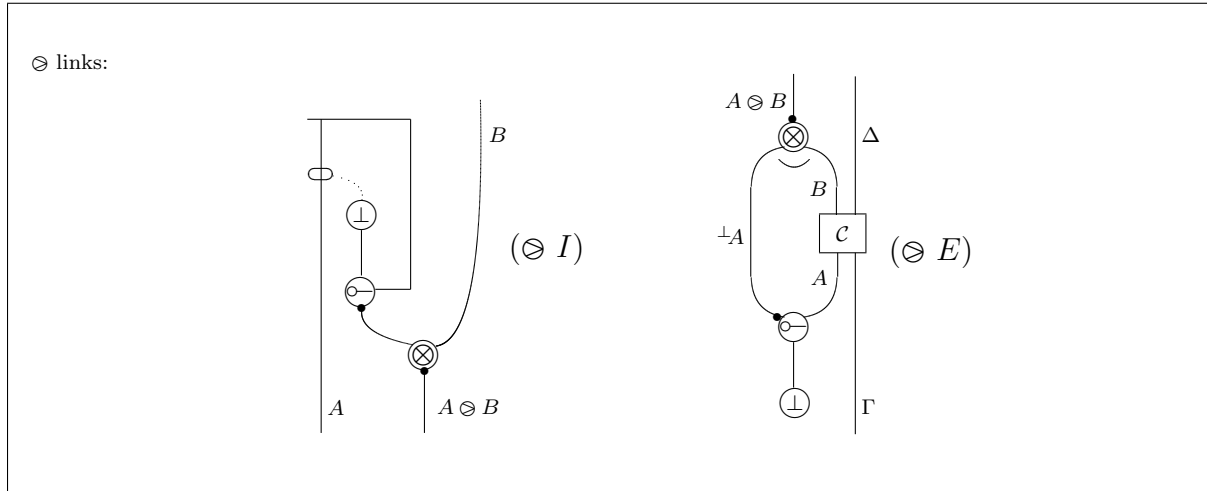 ⧁ links:
B
⊥
(⧁ I)
A
A ⧁ B
A ⧁ B
Δ
B
⊥A
𝒞
(⧁ E)
A
⊥
Γ